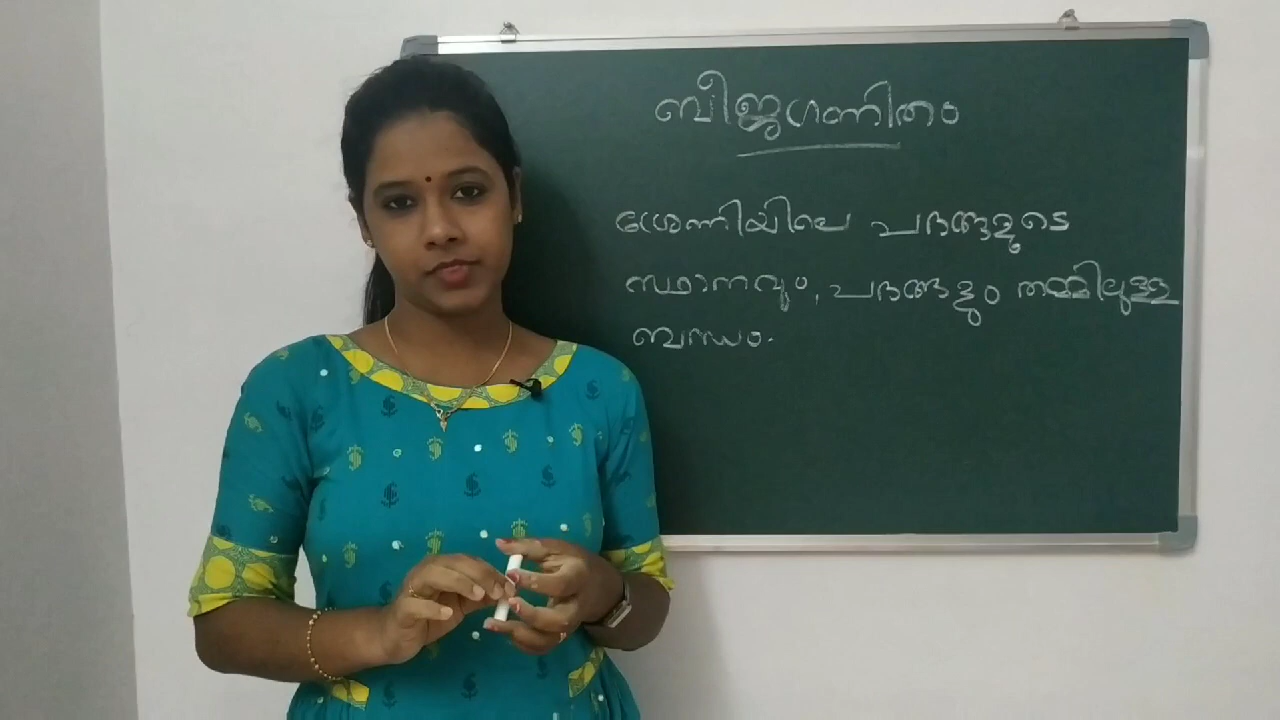 ബീജഗണിതം
ശ്രേണിയിലെ പദങ്ങളുടെ
സ്ഥാനവും, പദങ്ങളും തമ്മിലുള്ള
ബന്ധം.